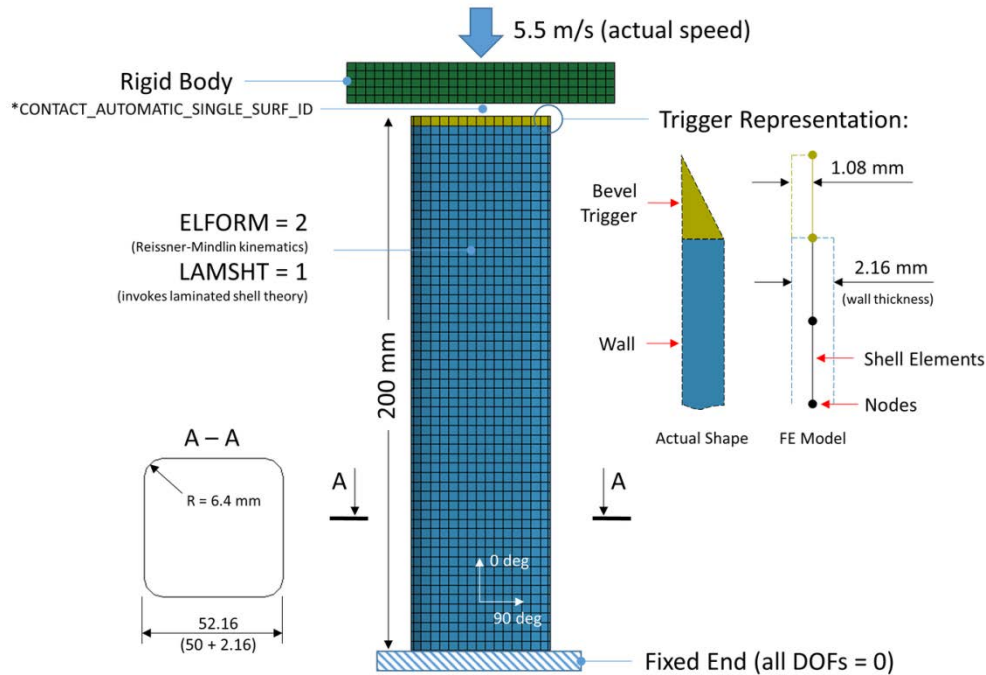 5.5 m/s (actual speed)
Rigid Body
*CONTACT_AUTOMATIC_SINGLE_SURF_ID
Trigger Representation:
Bevel
Trigger
1.08 mm
ELFORM = 2
(Reissner-Mindlin kinematics)
LAMSHT = 1
(invokes laminated shell theory)
2.16 mm
(wall thickness)
Wall
Shell Elements
Nodes
Actual Shape
FE Model
200 mm
A – A
R = 6.4 mm
52.16
(50 + 2.16)
A
A
0 deg
90 deg
Fixed End (all DOFs = 0)